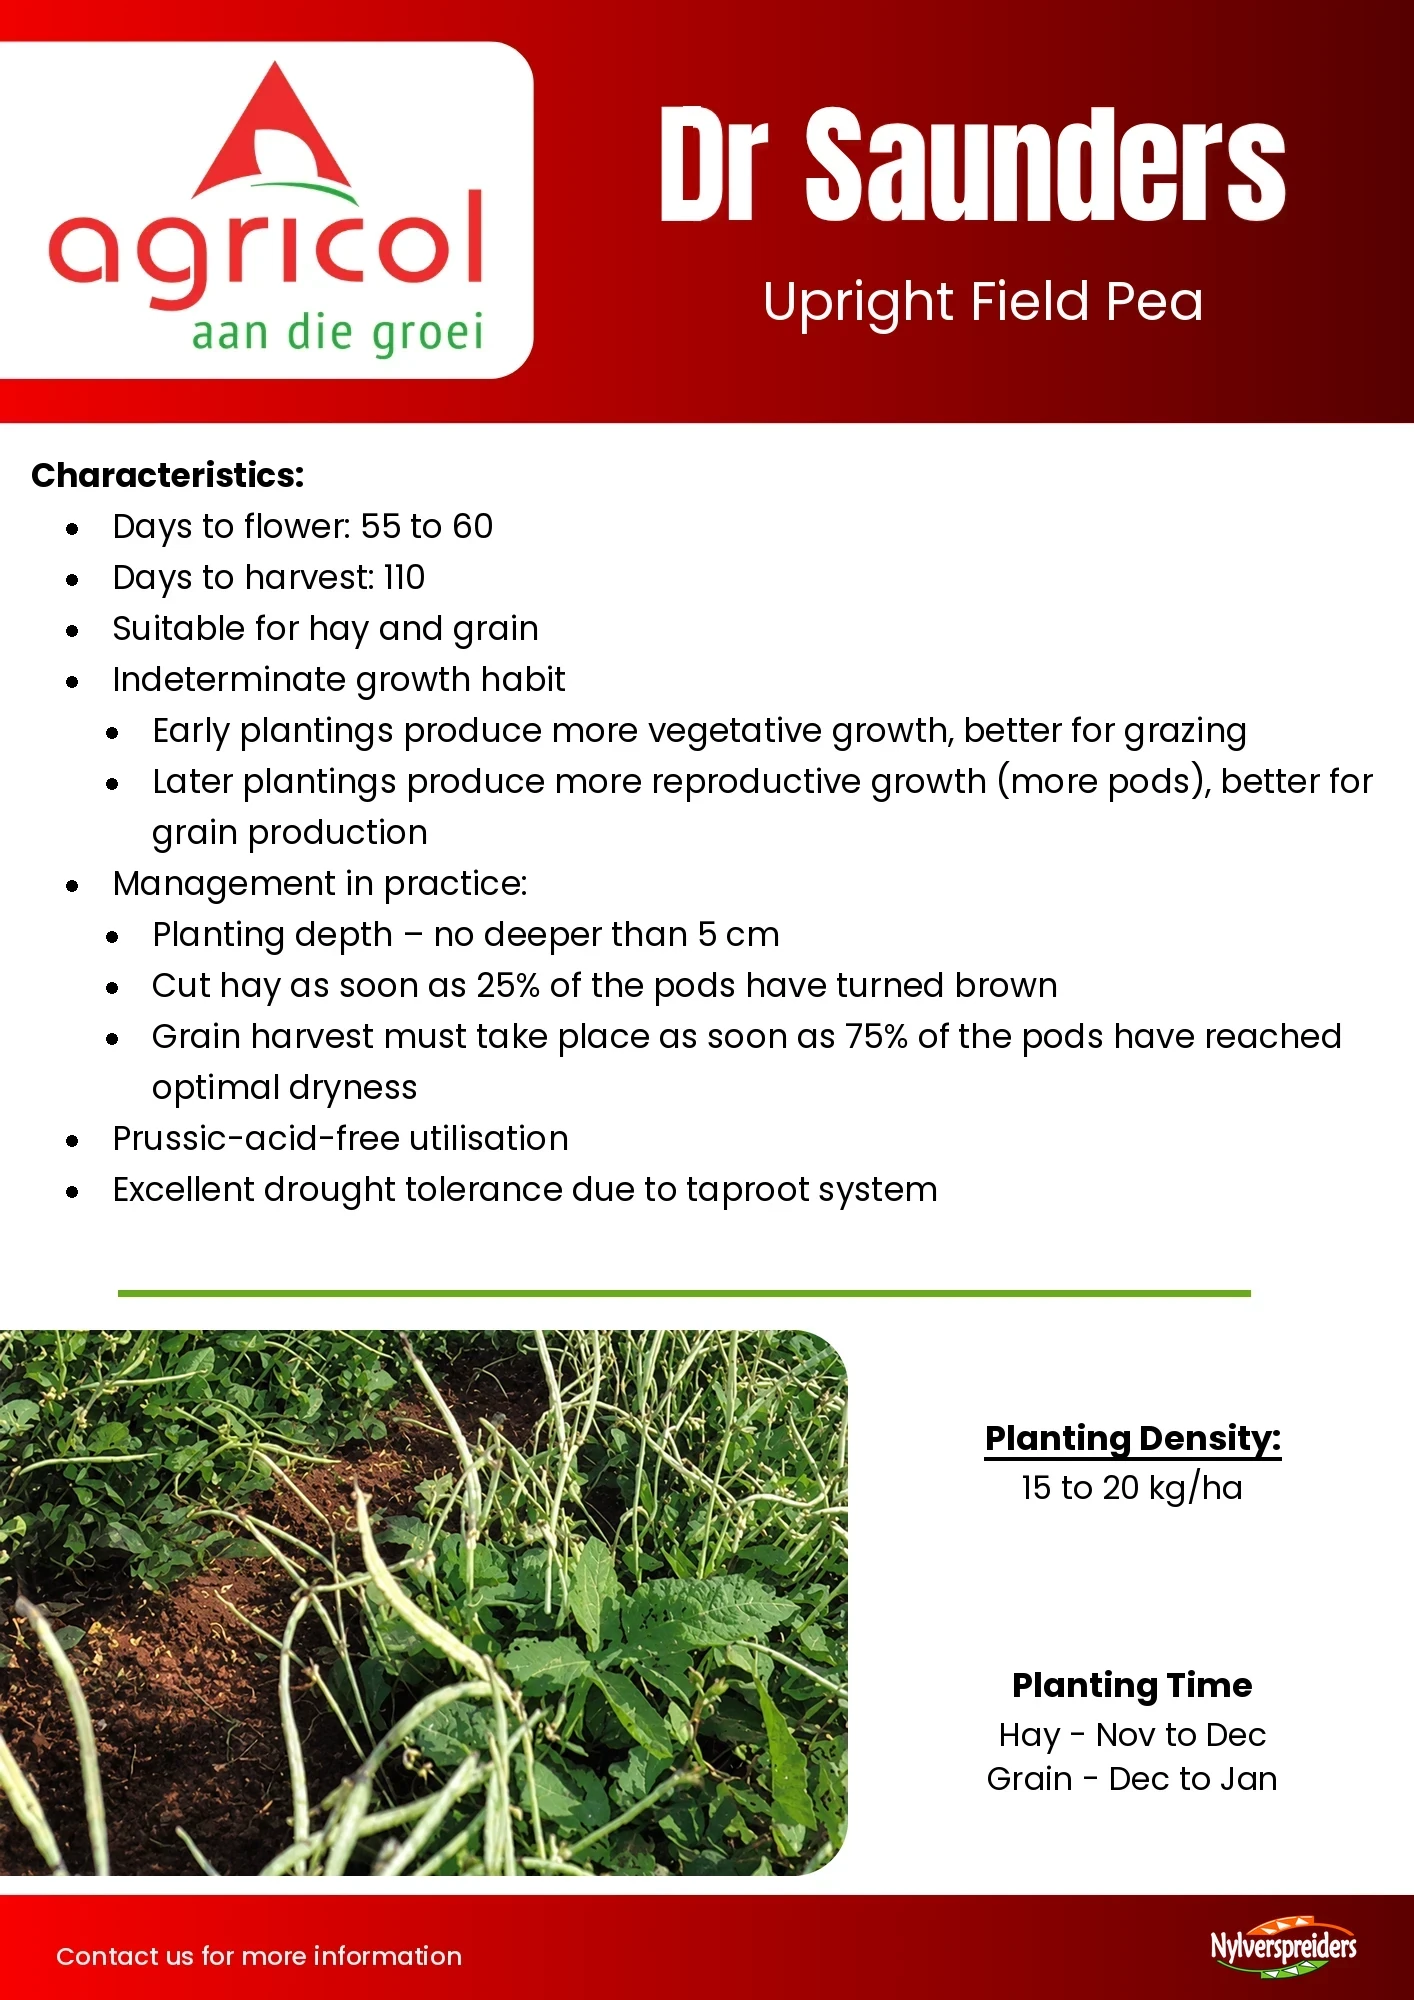 agricol
aan die groei
Dr Saunders
Upright Field Pea
Characteristics:
Days to flower: 55 to 60
Days to harvest: 110
Suitable for hay and grain
Indeterminate growth habit
Early plantings produce more vegetative growth, better for grazing
Later plantings produce more reproductive growth (more pods), better for
grain production
Management in practice:
Planting depth – no deeper than 5 cm
Cut hay as soon as 25% of the pods have turned brown
Grain harvest must take place as soon as 75% of the pods have reached
optimal dryness
Prussic-acid-free utilisation
Excellent drought tolerance due to taproot system
Planting Density:
15 to 20 kg/ha
Planting Time
Hay - Nov to Dec
Grain - Dec to Jan
Contact us for more information
Nylverspreiders